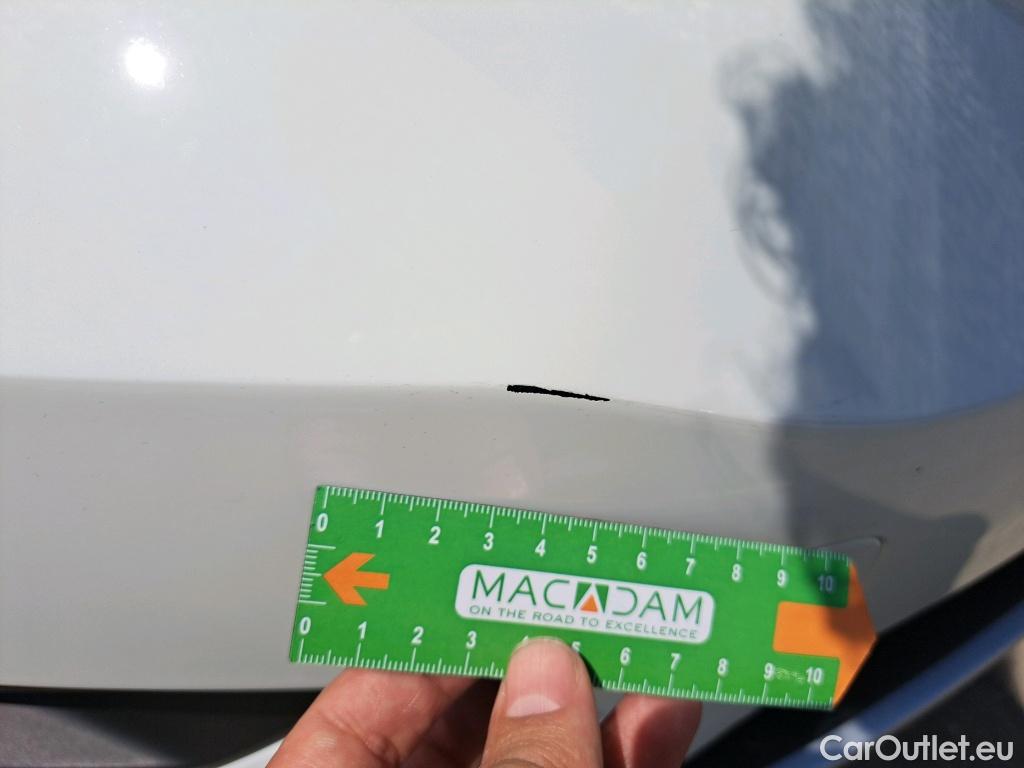 0 1 2 3 4 5 6 7 8 9 10
MACADAM
ON THE ROAD TO EXCELLENCE
0 1 2 3 4 5 6 7 8 9 10
CarOutlet.eu